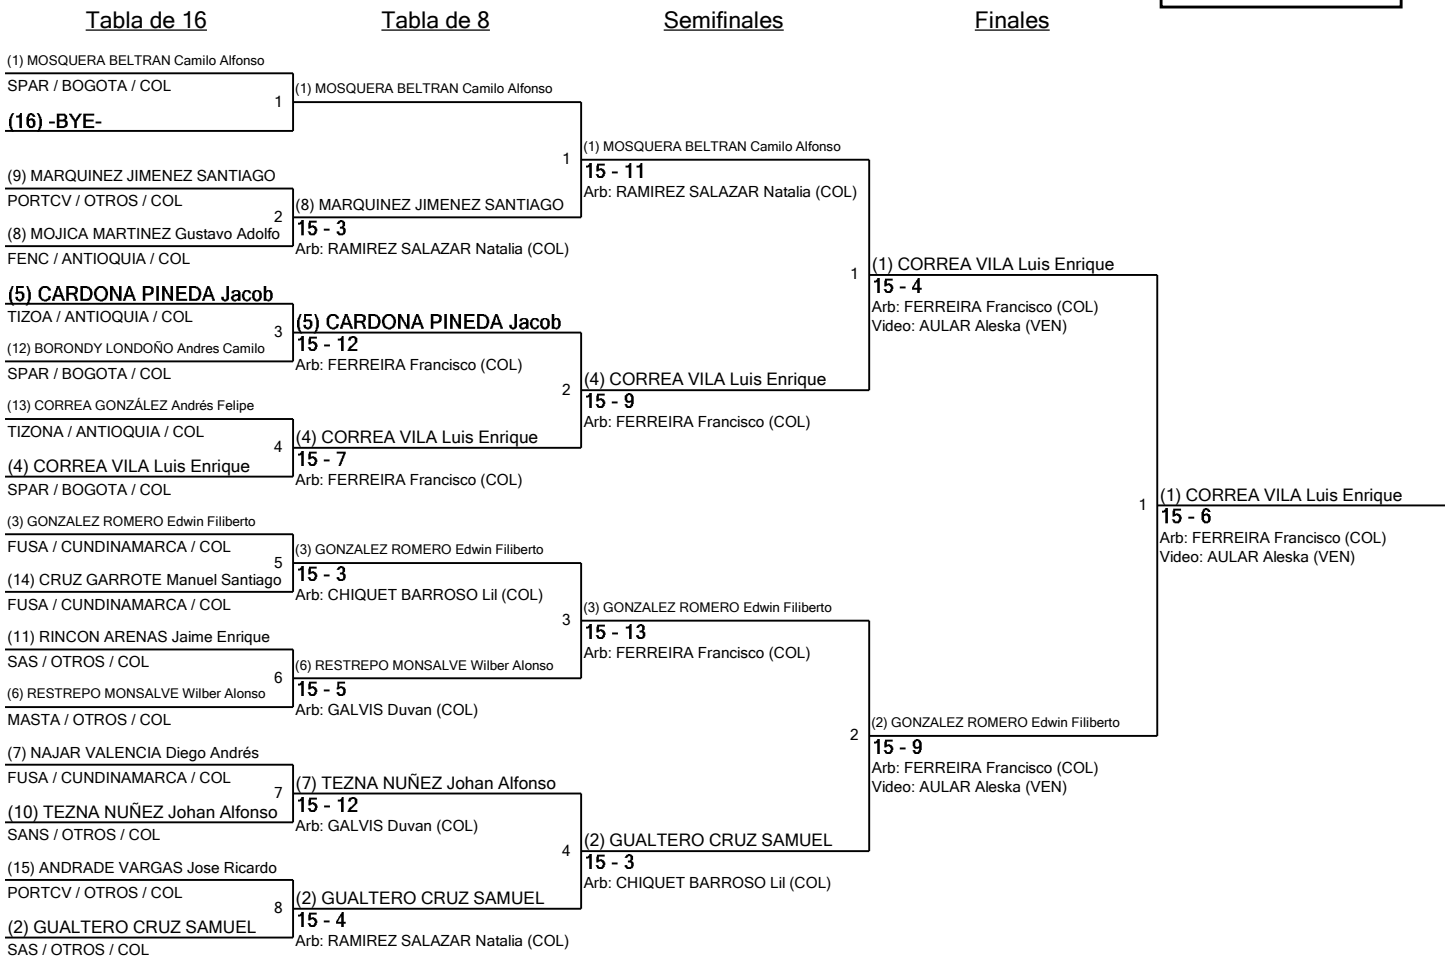 Tabla de 16
Tabla de 8
Semifinales
Finales
(1) MOSQUERA BELTRAN Camilo Alfonso
SPAR / BOGOTA / COL
1
(16) -BYE-
(9) MARQUINEZ JIMENEZ SANTIAGO
PORTCV / OTROS / COL
2
(8) MOJICA MARTINEZ Gustavo Adolfo
FENC / ANTIOQUIA / COL
(5) CARDONA PINEDA Jacob
TIZOA / ANTIOQUIA / COL
3
(12) BORONDY LONDOÑO Andres Camilo
SPAR / BOGOTA / COL
(13) CORREA GONZÁLEZ Andrés Felipe
TIZONA / ANTIOQUIA / COL
4
(4) CORREA VILA Luis Enrique
SPAR / BOGOTA / COL
(3) GONZALEZ ROMERO Edwin Filiberto
FUSA / CUNDINAMARCA / COL
5
(14) CRUZ GARROTE Manuel Santiago
FUSA / CUNDINAMARCA / COL
(11) RINCON ARENAS Jaime Enrique
SAS / OTROS / COL
6
(6) RESTREPO MONSALVE Wilber Alonso
MASTA / OTROS / COL
(7) NAJAR VALENCIA Diego Andrés
FUSA / CUNDINAMARCA / COL
7
(10) TEZNA NUÑEZ Johan Alfonso
SANS / OTROS / COL
(15) ANDRADE VARGAS Jose Ricardo
PORTCV / OTROS / COL
8
(2) GUALTERO CRUZ SAMUEL
SAS / OTROS / COL
(1) MOSQUERA BELTRAN Camilo Alfonso
1
(8) MARQUINEZ JIMENEZ SANTIAGO
15 - 3
Arb: RAMIREZ SALAZAR Natalia (COL)
(5) CARDONA PINEDA Jacob
15 - 12
Arb: FERREIRA Francisco (COL)
2
(4) CORREA VILA Luis Enrique
15 - 7
Arb: FERREIRA Francisco (COL)
(3) GONZALEZ ROMERO Edwin Filiberto
15 - 3
Arb: CHIQUET BARROSO Lil (COL)
3
(6) RESTREPO MONSALVE Wilber Alonso
15 - 5
Arb: GALVIS Duvan (COL)
(7) TEZNA NUÑEZ Johan Alfonso
15 - 12
Arb: GALVIS Duvan (COL)
4
(2) GUALTERO CRUZ SAMUEL
15 - 4
Arb: RAMIREZ SALAZAR Natalia (COL)
(1) MOSQUERA BELTRAN Camilo Alfonso
15 - 11
Arb: RAMIREZ SALAZAR Natalia (COL)
1
(4) CORREA VILA Luis Enrique
15 - 9
Arb: FERREIRA Francisco (COL)
(3) GONZALEZ ROMERO Edwin Filiberto
15 - 13
Arb: FERREIRA Francisco (COL)
2
(2) GUALTERO CRUZ SAMUEL
15 - 3
Arb: CHIQUET BARROSO Lil (COL)
(1) CORREA VILA Luis Enrique
15 - 4
Arb: FERREIRA Francisco (COL)
Video: AULAR Aleska (VEN)
1
(2) GONZALEZ ROMERO Edwin Filiberto
15 - 9
Arb: FERREIRA Francisco (COL)
Video: AULAR Aleska (VEN)
(1) CORREA VILA Luis Enrique
15 - 6
Arb: FERREIRA Francisco (COL)
Video: AULAR Aleska (VEN)